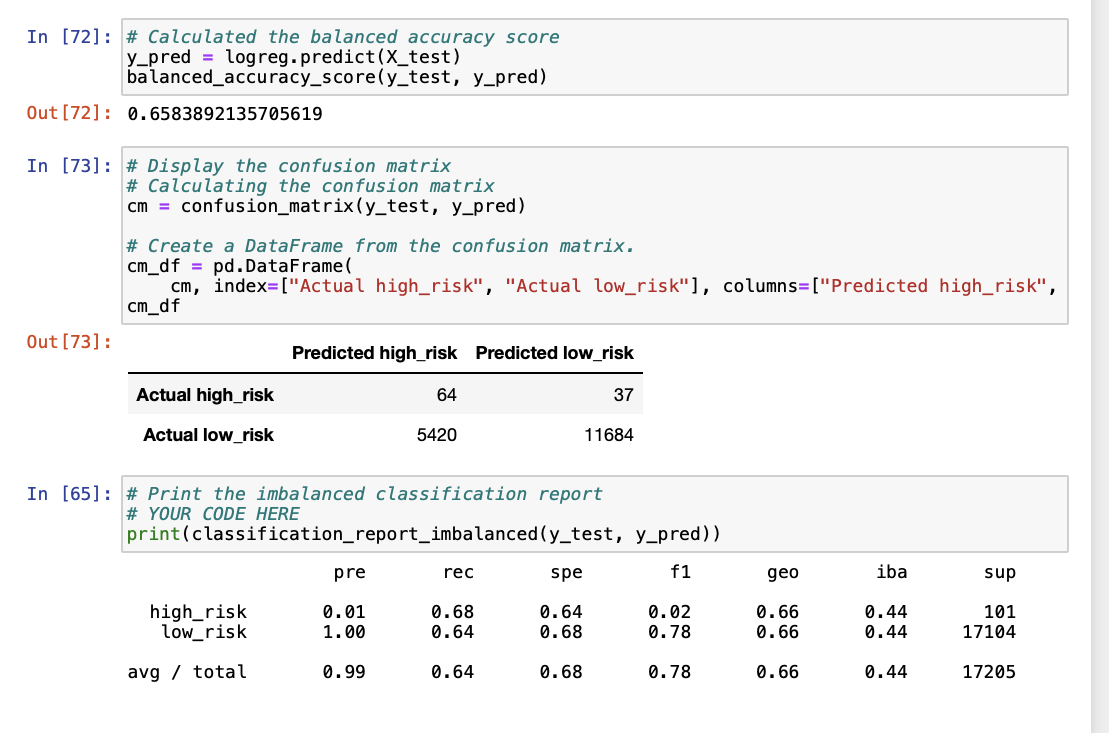 In [72]: # Calculated the balanced accuracy score
y_pred = logreg.predict(X_test)
balanced_accuracy_score(y_test, y_pred)
Out[72]: 0.6583892135705619
In [73]: # Display the confusion matrix
# Calculating the confusion matrix
cm = confusion_matrix(y_test, y_pred)
# Create a DataFrame from the confusion matrix.
cm_df = pd.DataFrame(
cm, index=["Actual high_risk", "Actual low_risk"], columns=["Predicted high_risk",
cm_df
Out[73]:
Predicted high_risk Predicted low_risk
Actual high_risk 64 37
Actual low_risk 5420 11684
In [65]: # Print the imbalanced classification report
# YOUR CODE HERE
print(classification_report_imbalanced(y_test, y_pred))
pre rec spe f1 geo iba sup
high_risk 0.01 0.68 0.64 0.02 0.66 0.44 101
low_risk 1.00 0.64 0.68 0.78 0.66 0.44 17104
avg / total 0.99 0.64 0.68 0.78 0.66 0.44 17205